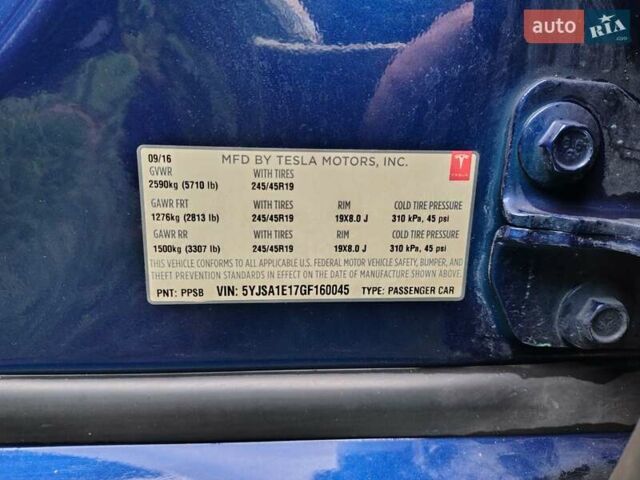 auto RIA .com
09/16 MFD BY TESLA MOTORS, INC.
GVWR WITH TIRES
2590kg (5710 lb) 245/45R19
TESLA
GAWR FRT WITH TIRES RIM COLD TIRE PRESSURE
1276kg (2813 lb) 245/45R19 19X8.0 J 310 kPa, 45 psi
GAWR RR WITH TIRES RIM COLD TIRE PRESSURE
1500kg (3307 lb) 245/45R19 19X8.0 J 310 kPa, 45 psi
THIS VEHICLE CONFORMS TO ALL APPLICABLE U.S. FEDERAL MOTOR VEHICLE SAFETY, BUMPER, AND
THEFT PREVENTION STANDARDS IN EFFECT ON THE DATE OF MANUFACTURE SHOWN ABOVE.
PNT: PPSB VIN: 5YJSA1E17GF160045 TYPE: PASSENGER CAR